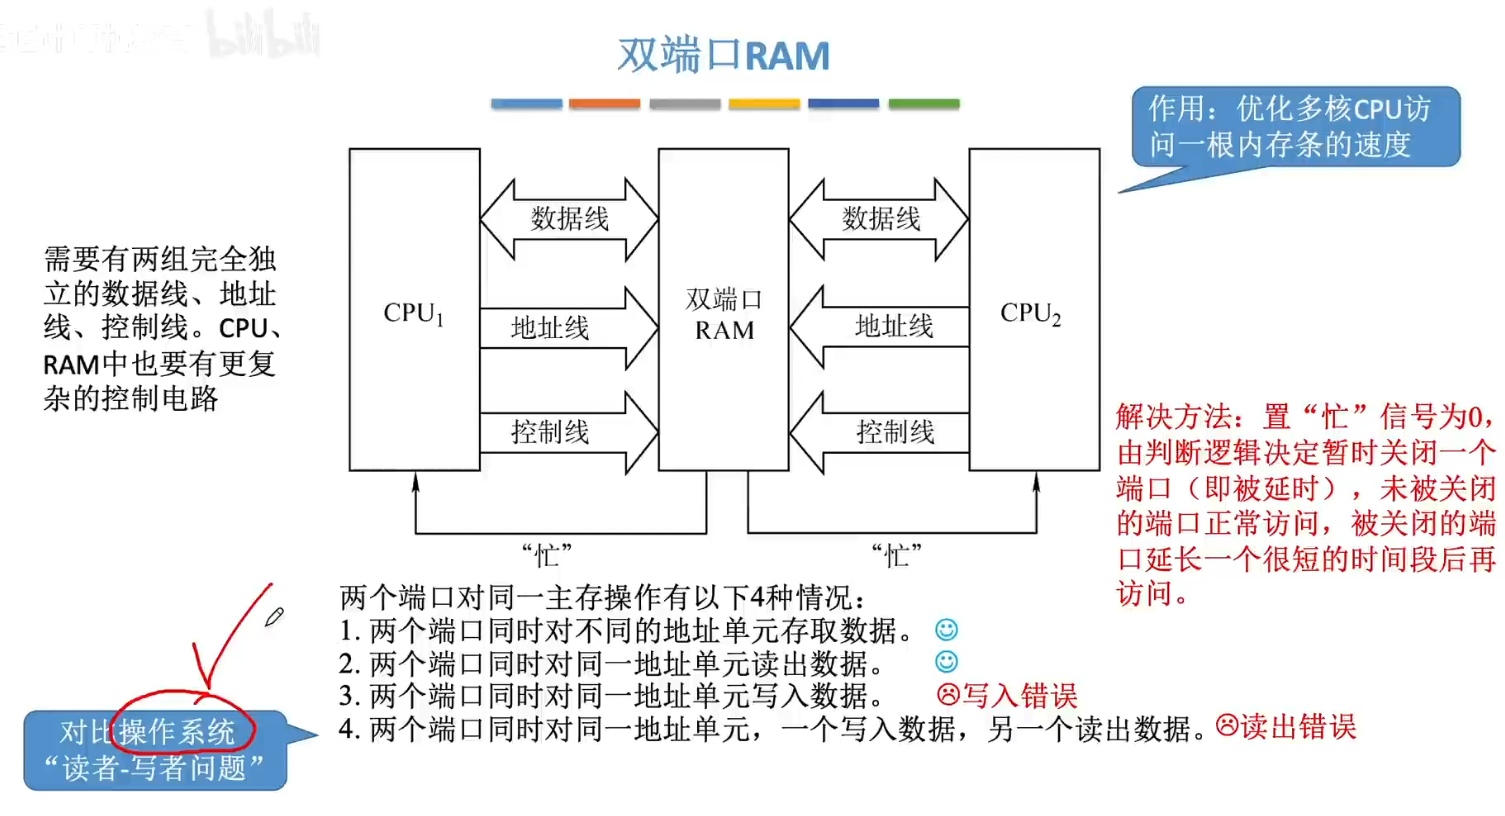 bilibili
双端口RAM
作用：优化多核CPU访
问一根内存条的速度
需要有两组完全独
立的数据线、地址
线、控制线。CPU、
RAM中也要有更复
杂的控制电路
CPU1
数据线
地址线
控制线
双端口
RAM
数据线
地址线
控制线
CPU2
“忙”
“忙”
解决方法：置“忙”信号为0，
由判断逻辑决定暂时关闭一个
端口（即被延时），未被关闭
的端口正常访问，被关闭的端
口延长一个很短的时间段后再
访问。
两个端口对同一主存操作有以下4种情况：
1. 两个端口同时对不同的地址单元存取数据。
2. 两个端口同时对同一地址单元读出数据。
3. 两个端口同时对同一地址单元写入数据。 写入错误
4. 两个端口同时对同一地址单元，一个写入数据，另一个读出数据。 读出错误
对比操作系统
“读者-写者问题”